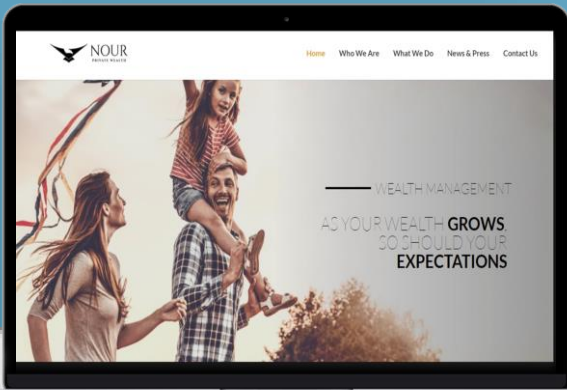 NOUR
PRIVATE WEALTH
Home Who We Are What We Do News & Press Contact Us
WEALTH MANAGEMENT
AS YOUR WEALTH GROWS,
SO SHOULD YOUR
EXPECTATIONS